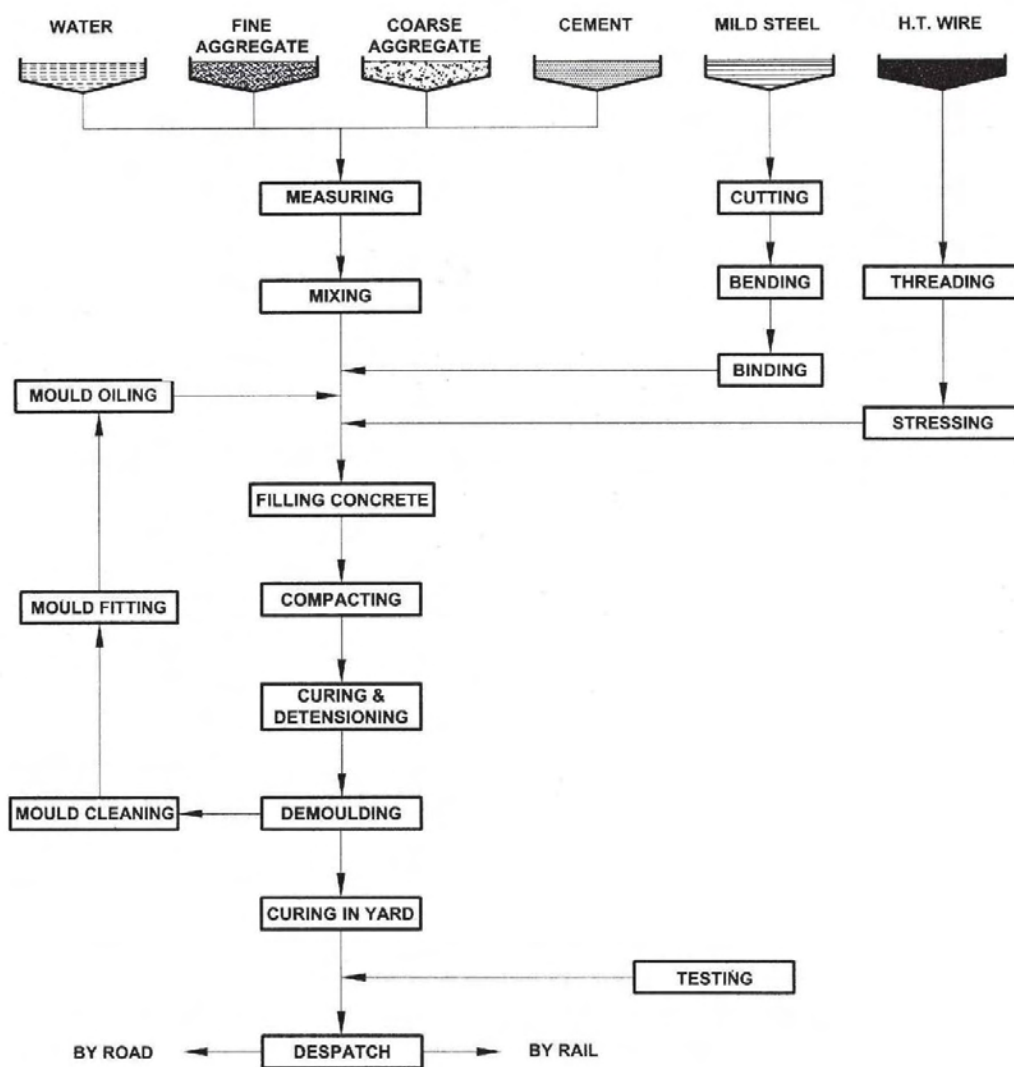 WATER
FINE
AGGREGATE
COARSE
AGGREGATE
CEMENT
MILD STEEL
H.T. WIRE
MEASURING
CUTTING
MIXING
BENDING
THREADING
BINDING
MOULD OILING
STRESSING
FILLING CONCRETE
COMPACTING
MOULD FITTING
CURING &
DETENSIONING
MOULD CLEANING
DEMOULDING
CURING IN YARD
TESTING
BY ROAD
DESPATCH
BY RAIL